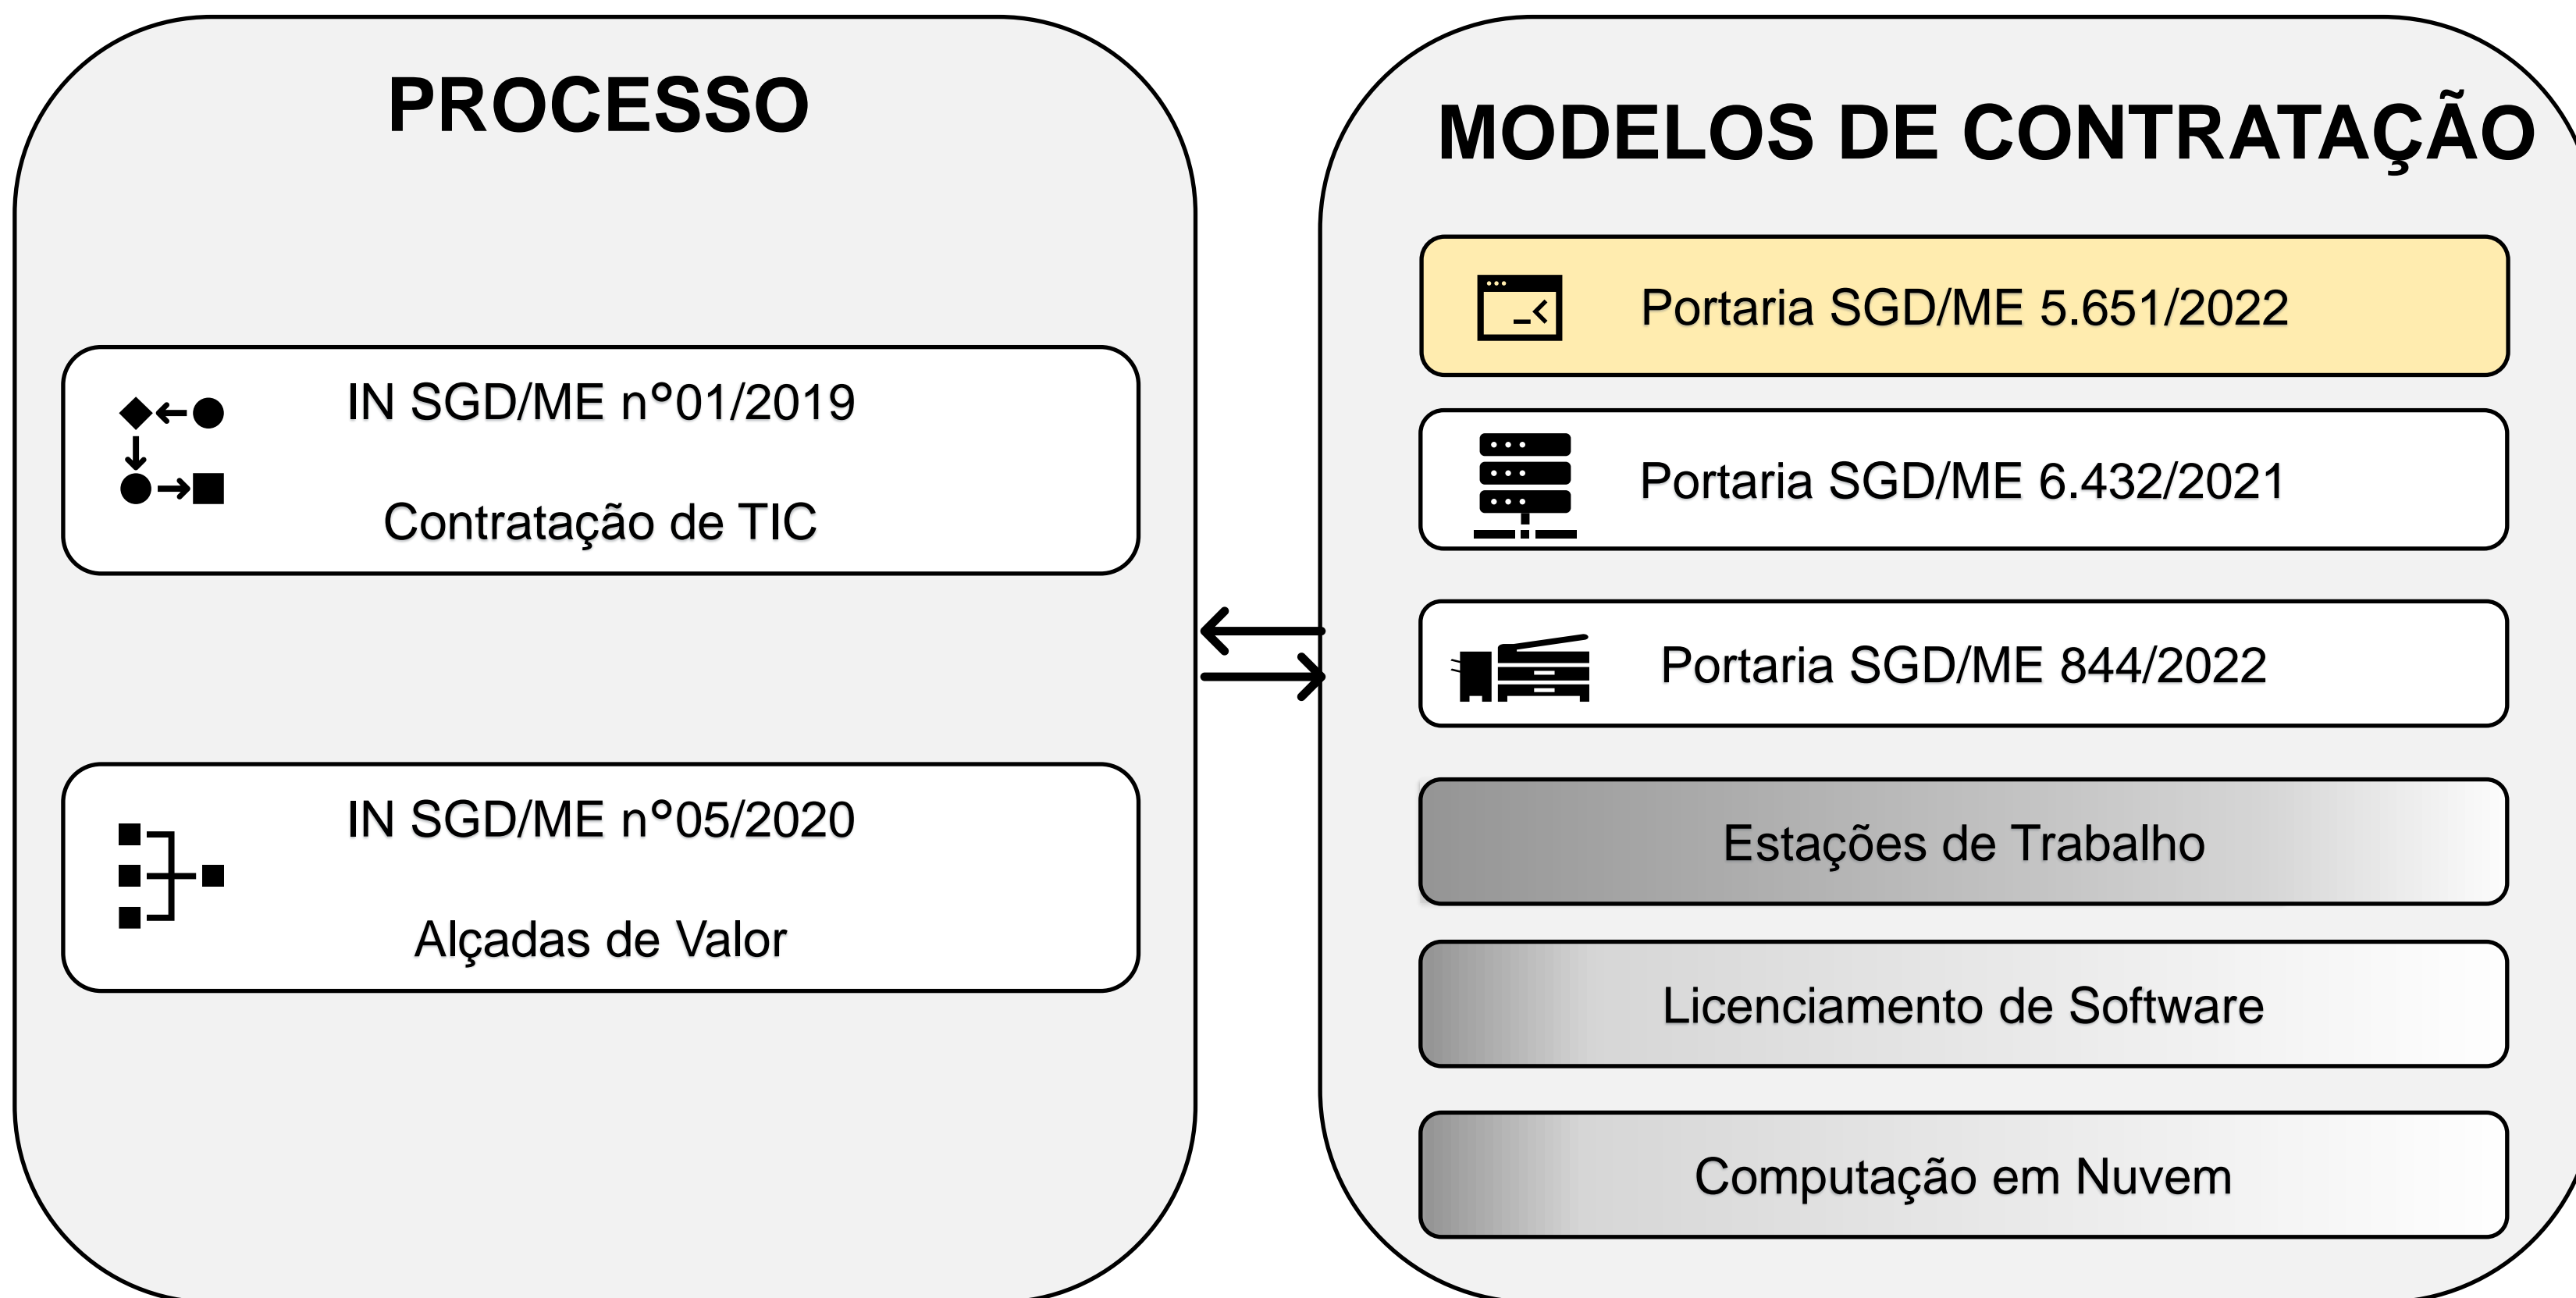 PROCESSO
IN SGD/ME nº01/2019
Contratação de TIC
IN SGD/ME nº05/2020
Alçadas de Valor
MODELOS DE CONTRATAÇÃO
Portaria SGD/ME 5.651/2022
Portaria SGD/ME 6.432/2021
Portaria SGD/ME 844/2022
Estações de Trabalho
Licenciamento de Software
Computação em Nuvem